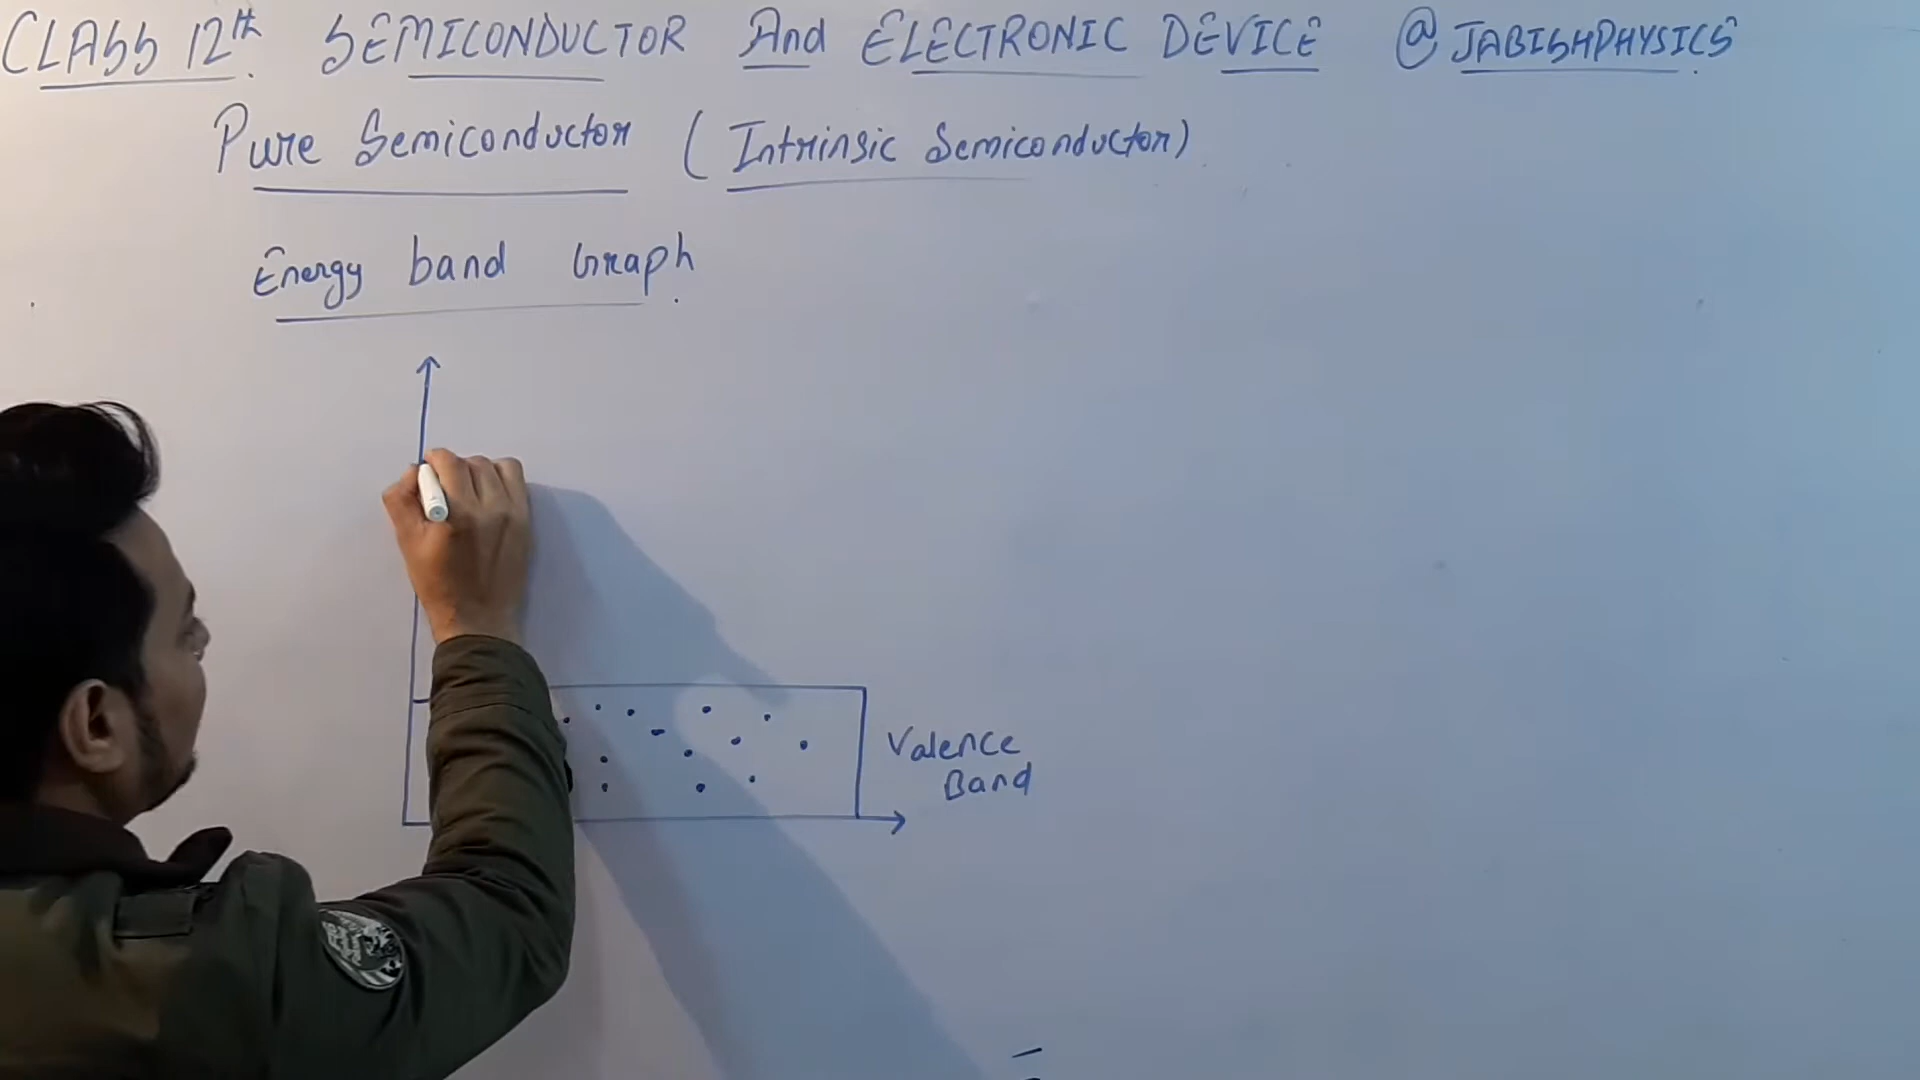 CLASS 12th SEMICONDUCTOR And ELECTRONIC DEVICE @JABISHPHYSICS
Pure Semiconductor (Intrinsic Semiconductor)
Energy band Graph
Valence
Band